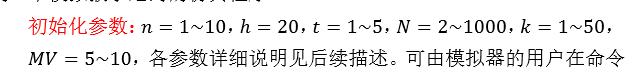 初始化参数：n = 1~10，h = 20，t = 1~5，N = 2~1000，k = 1~50，
MV = 5~10，各参数详细说明见后续描述。可由模拟器的用户在命令